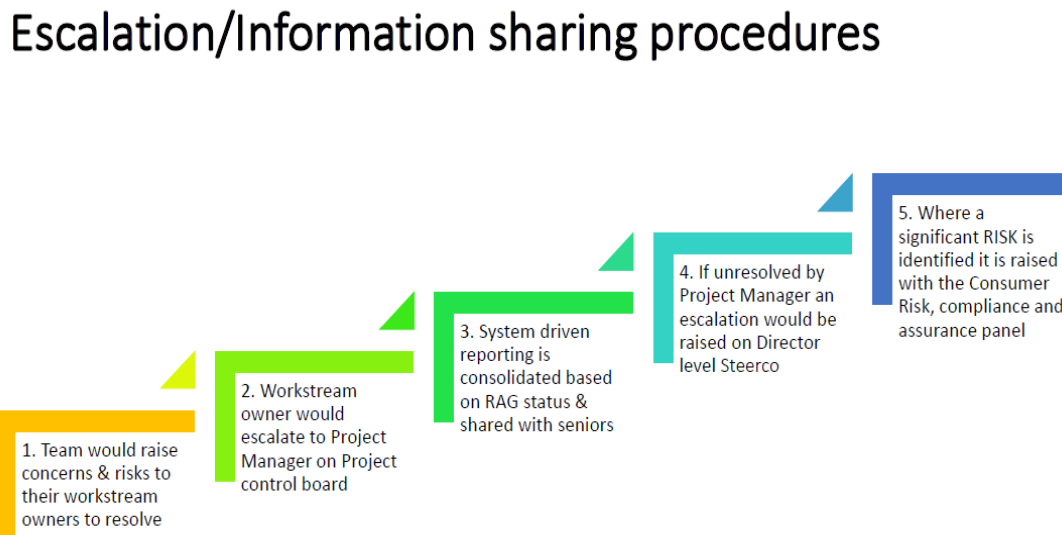 Escalation/Information sharing procedures
1. Team would raise
concerns & risks to
their workstream
owners to resolve
2. Workstream
owner would
escalate to Project
Manager on Project
control board
3. System driven
reporting is
consolidated based
on RAG status &
shared with seniors
4. If unresolved by
Project Manager an
escalation would be
raised on Director
level Steerco
5. Where a
significant RISK is
identified it is raised
with the Consumer
Risk, compliance and
assurance panel